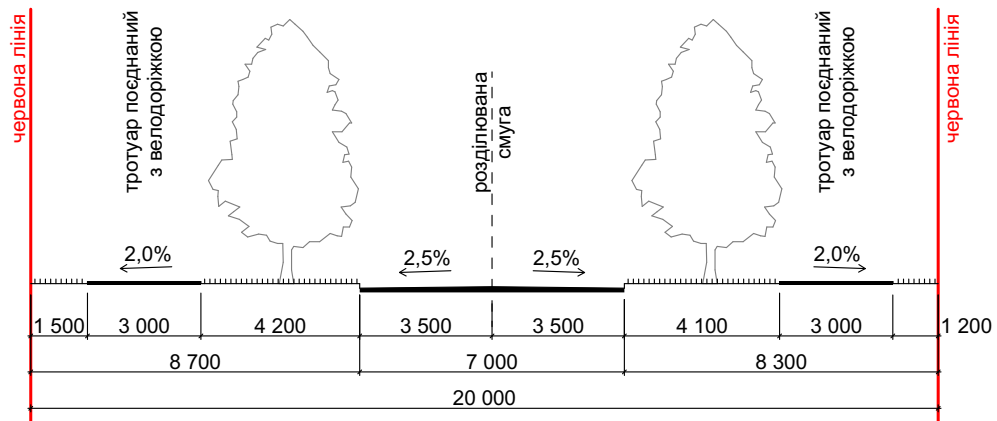 червона лінія
тротуар поєднаний
з велодоріжкою
розділювана
смуга
тротуар поєднаний
з велодоріжкою
червона лінія
2,0%
2,5%
2,5%
2,0%
1 500
3 000
4 200
3 500
3 500
4 100
3 000
1 200
8 700
7 000
8 300
20 000